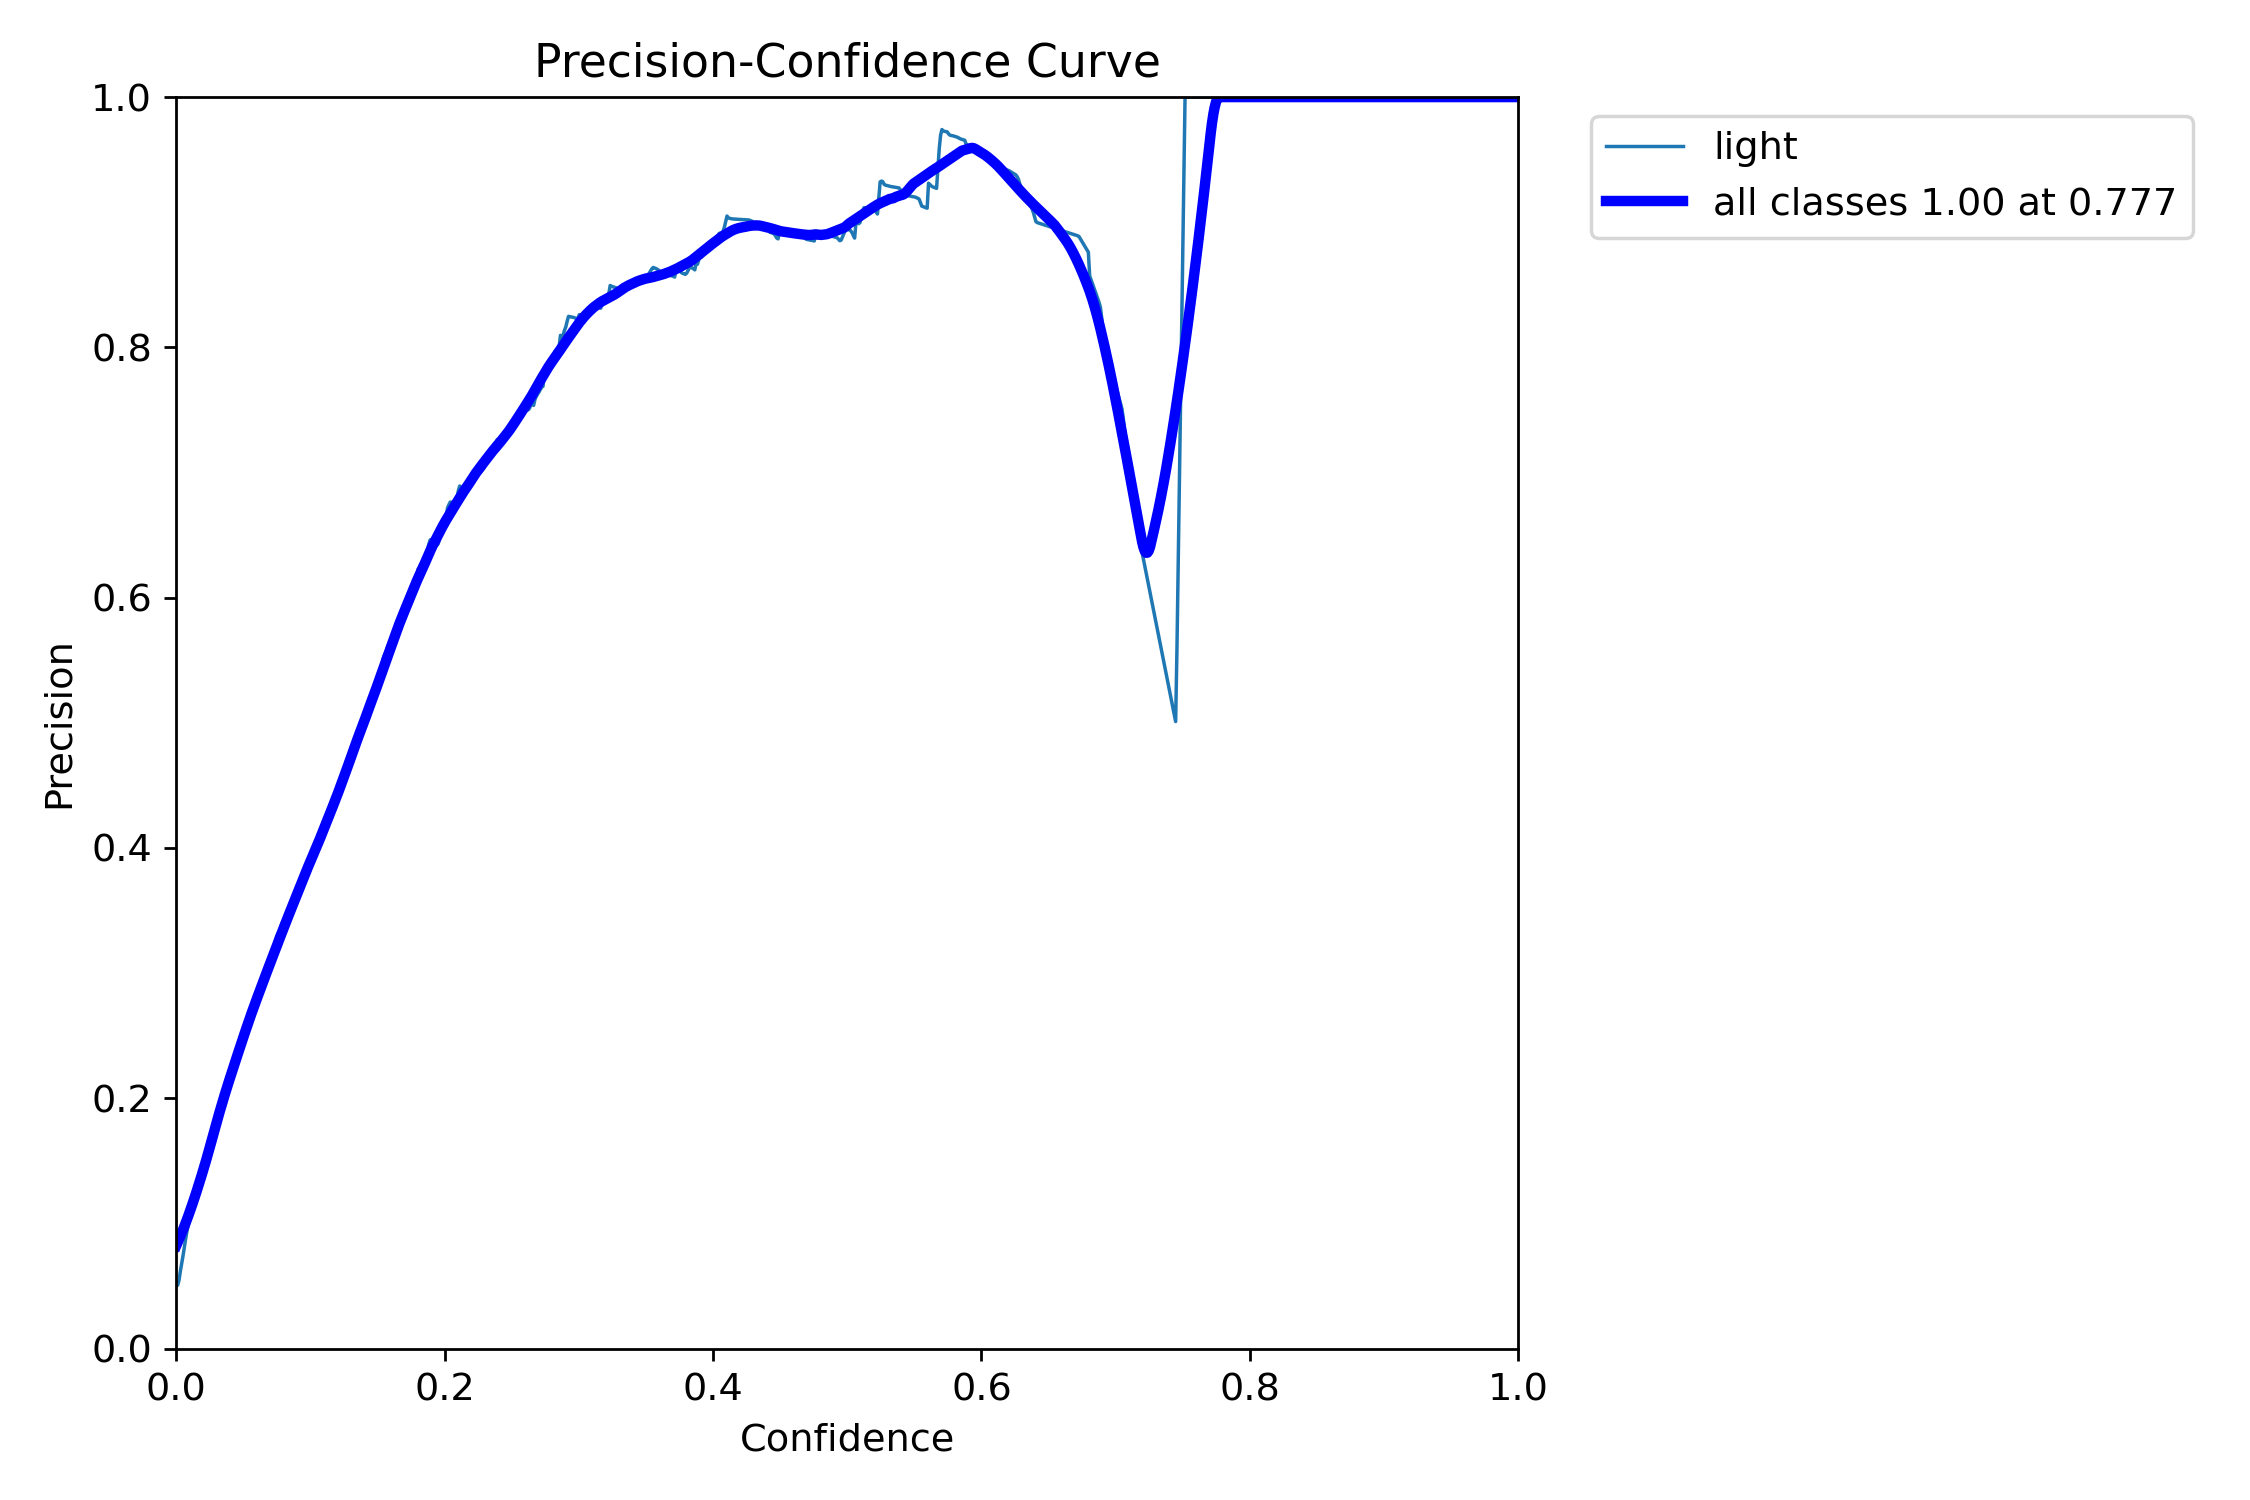 Precision-Confidence Curve
1.0
0.8
0.6
0.4
0.2
0.0
Precision
0.0 0.2 0.4 0.6 0.8 1.0
Confidence
light
all classes 1.00 at 0.777